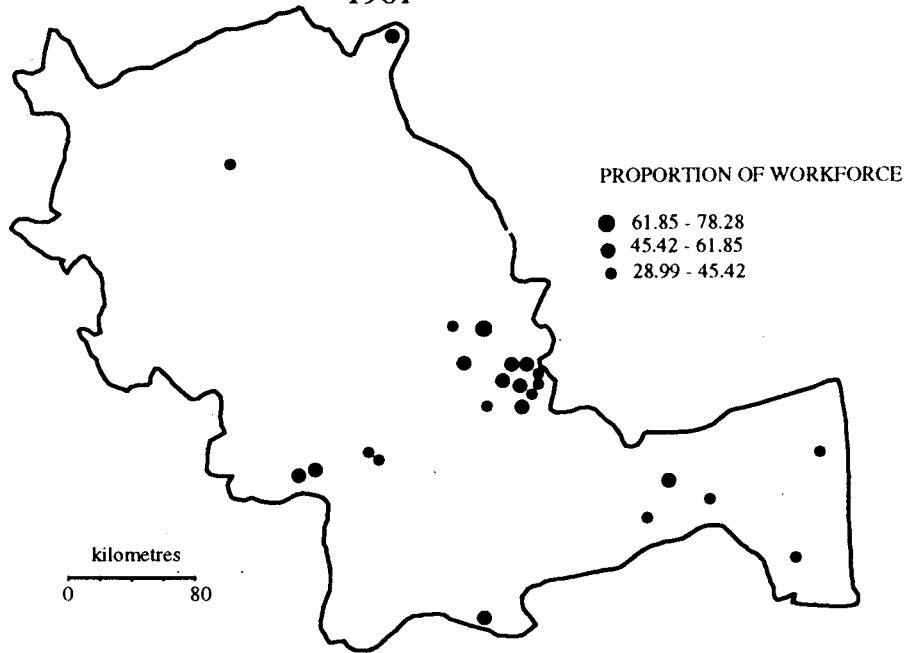 PROPORTION OF WORKFORCE
61.85 - 78.28
45.42 - 61.85
28.99 - 45.42
kilometres
0 80